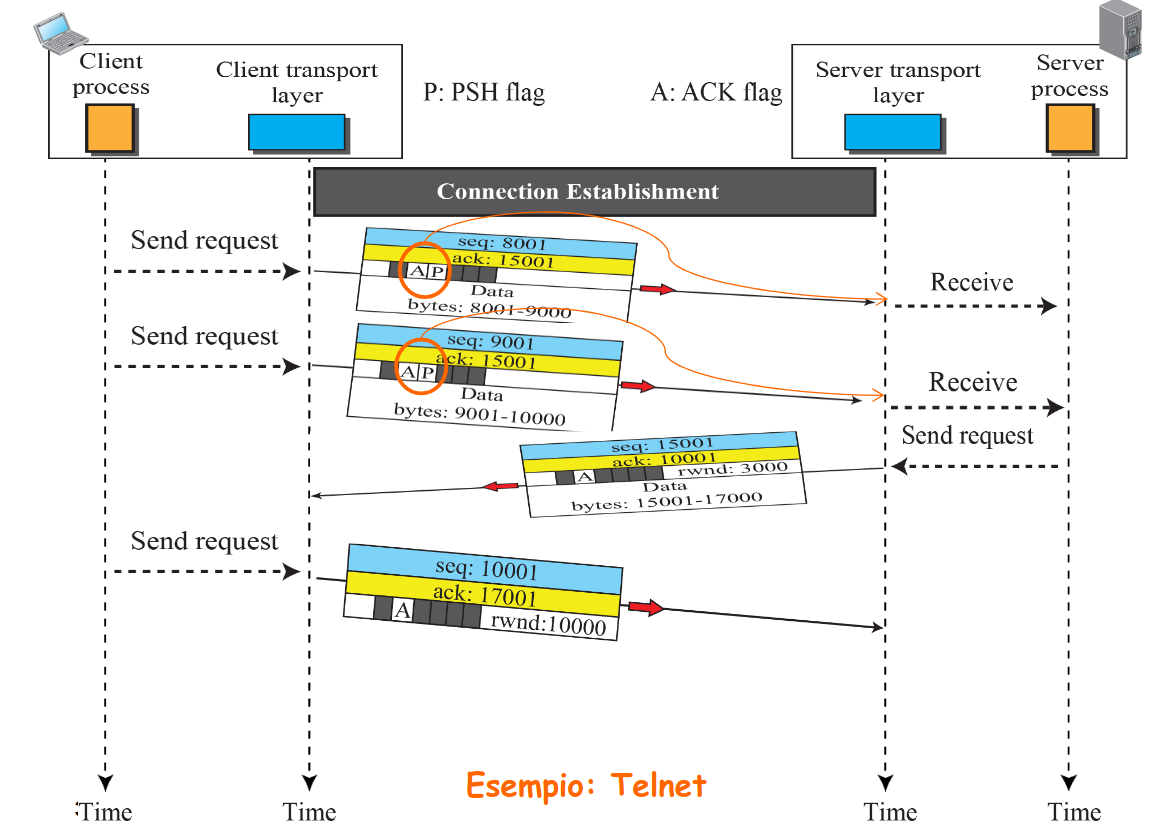 Client
process
Client transport
layer
P: PSH flag
A: ACK flag
Server transport
layer
Server
process
Connection Establishment
Send request
seq: 8001
ack: 15001
A P
Data
bytes: 8001-9000
Receive
Send request
seq: 9001
ack: 15001
A P
Data
bytes: 9001-10000
Receive
Send request
seq: 15001
ack: 10001
A
rwnd: 3000
Data
bytes: 15001-17000
Send request
seq: 10001
ack: 17001
A
rwnd:10000
Esempio: Telnet
Time
Time
Time
Time